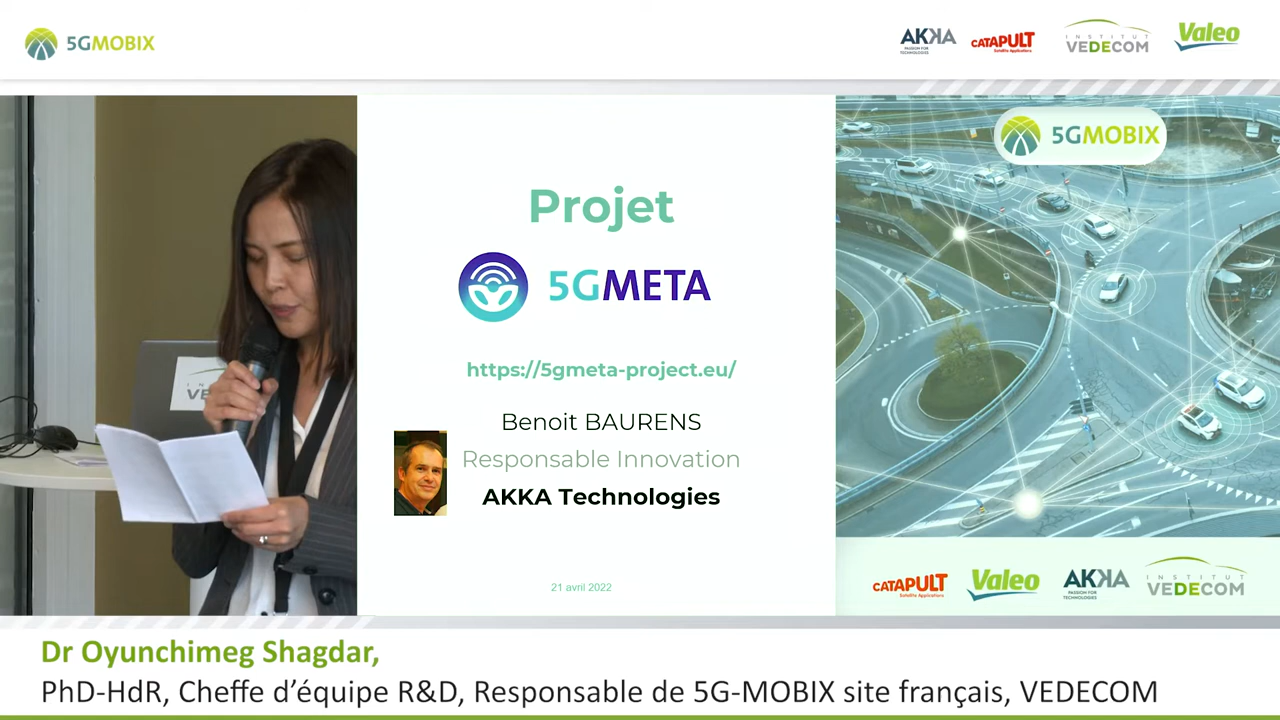 5GMOBIX
AKKA
PASSION FOR
TECHNOLOGIES
CATAPULT
Satellite Applications
INSTITUT
VEDECOM
Valeo
Projet
5GMETA
https://5gmeta-project.eu/
Benoit BAURENS
Responsable Innovation
AKKA Technologies
21 avril 2022
VE
5GMOBIX
CATAPULT
Satellite Applications
Valeo
AKKA
PASSION FOR
TECHNOLOGIES
INSTITUT
VEDECOM
Dr Oyunchimeg Shagdar,
PhD-HdR, Cheffe d’équipe R&D, Responsable de 5G-MOBIX site français, VEDECOM